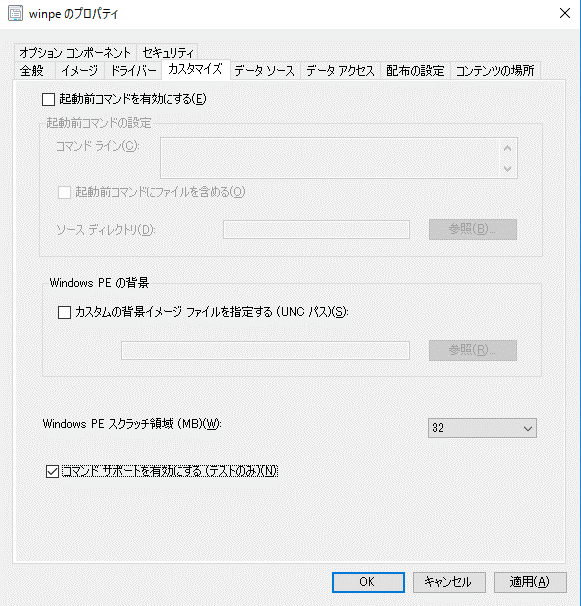 winpe のプロパティ
オプション コンポーネント セキュリティ
全般 イメージ ドライバー カスタマイズ データ ソース データ アクセス 配布の設定 コンテンツの場所
起動前コマンドを有効にする(E)
起動前コマンドの設定
コマンド ライン(C):
起動前コマンドにファイルを含める(O)
ソース ディレクトリ(D):
参照(B)...
Windows PE の背景
カスタムの背景イメージ ファイルを指定する (UNC パス)(S):
参照(R)...
Windows PE スクラッチ領域 (MB)(W):
32
コマンド サポートを有効にする (テストのみ)(N)
OK キャンセル 適用(A)